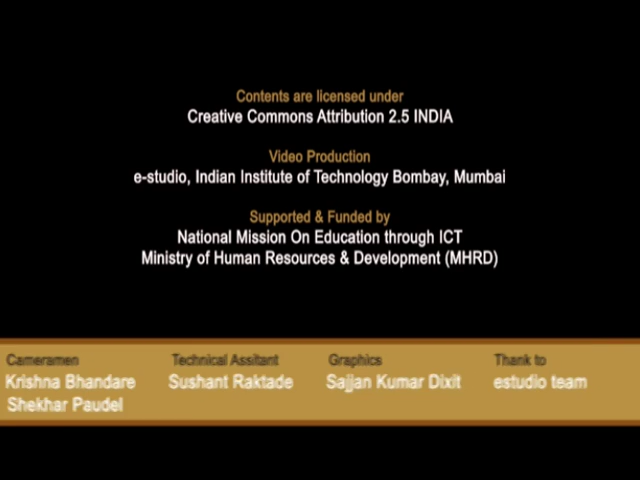 Contents are licensed under
Creative Commons Attribution 2.5 INDIA
Video Production
e-studio, Indian Institute of Technology Bombay, Mumbai
Supported & Funded by
National Mission On Education through ICT
Ministry of Human Resources & Development (MHRD)
Cameramen
Krishna Bhandare
Shekhar Paudel
Technical Assitant
Sushant Raktade
Graphics
Sajjan Kumar Dixit
Thank to
estudio team